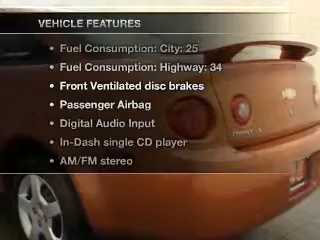 VEHICLE FEATURES
• Fuel Consumption: City: 25
• Fuel Consumption: Highway: 34
• Front Ventilated disc brakes
• Passenger Airbag
• Digital Audio Input
• In-Dash single CD player
• AM/FM stereo